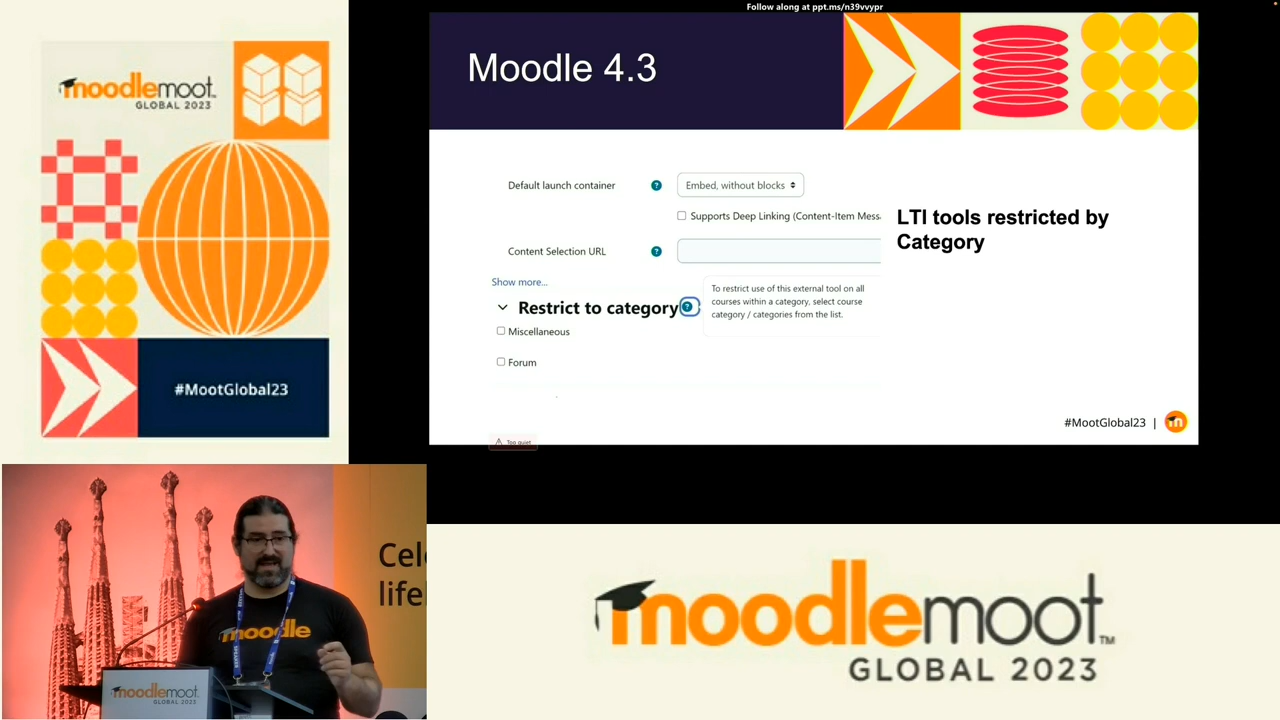 Follow along at ppt.ms/n39vvypr
moodlemoot
GLOBAL 2023
#MootGlobal23
Moodle 4.3
Default launch container
?
Embed, without blocks
Supports Deep Linking (Content-Item Mess
Content Selection URL
?
Show more...
Restrict to category
?
To restrict use of this external tool on all
courses within a category, select course
category / categories from the list.
Miscellaneous
Forum
LTI tools restricted by
Category
#MootGlobal23 |
m
Too quiet
Cele
life
moodle
moodlemoot
GLOBAL 2023
moodlemoot™
GLOBAL 2023